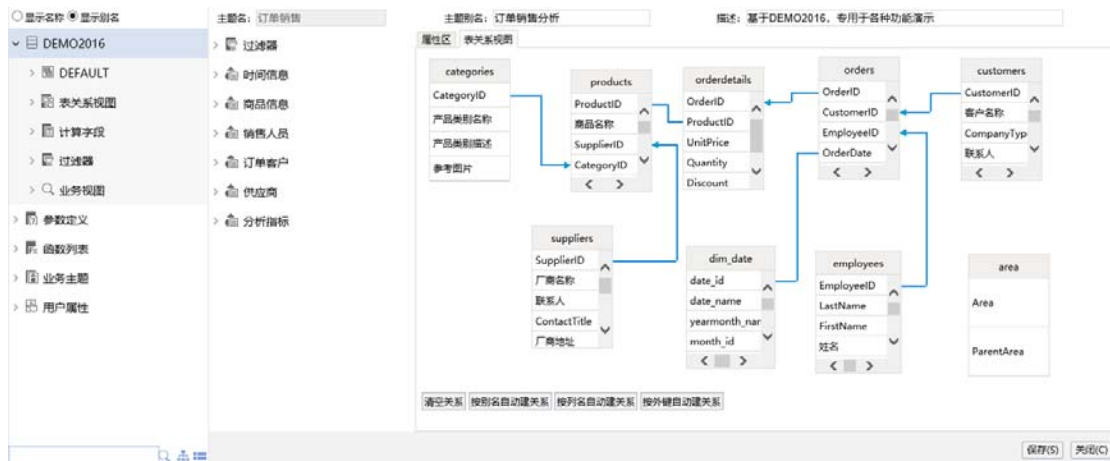 显示名称 显示别名
主题名: 订单销售
主题别名: 订单销售分析
描述: 基于DEMO2016，专用于各种功能演示
DEMO2016
DEFAULT
表关系视图
计算字段
过滤器
业务视图
参数定义
函数列表
业务主题
用户属性
过滤器
时间信息
商品信息
销售人员
订单客户
供应商
分析指标
属性区 表关系视图
categories
CategoryID
产品类别名称
产品类别描述
参考图片
products
ProductID
商品名称
SupplierID
CategoryID
orderdetails
OrderID
ProductID
UnitPrice
Quantity
Discount
orders
OrderID
CustomerID
EmployeeID
OrderDate
customers
CustomerID
客户名称
CompanyTyp
联系人
suppliers
SupplierID
厂商名称
联系人
ContactTitle
厂商地址
dim_date
date_id
date_name
yearmonth_nar
month_id
employees
EmployeeID
LastName
FirstName
姓名
area
Area
ParentArea
清空关系 按别名自动建关系 按列名自动建关系 按外键自动建关系
保存(S) 关闭(C)